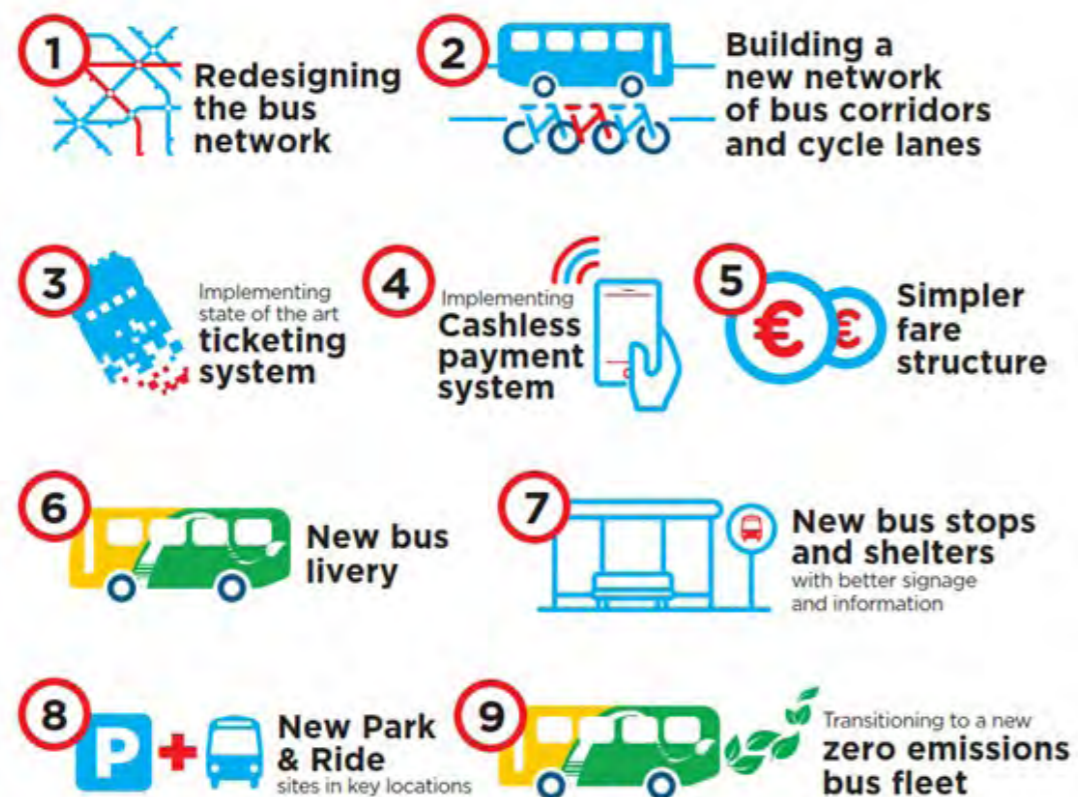 1
Redesigning
the bus
network
2
Building a
new network
of bus corridors
and cycle lanes
3
Implementing
state of the art
ticketing
system
4
Implementing
Cashless
payment
system
5
€ €
Simpler
fare
structure
6
New bus
livery
7
New bus stops
and shelters
with better signage
and information
8
P
New Park
& Ride
sites in key locations
9
Transitioning to a new
zero emissions
bus fleet